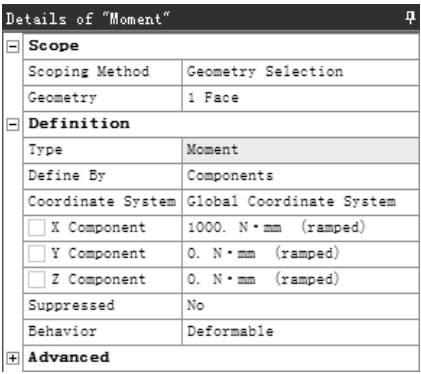 Details of "Moment"
Scope
Scoping Method Geometry Selection
Geometry 1 Face
Definition
Type Moment
Define By Components
Coordinate System Global Coordinate System
X Component 1000. N·mm (ramped)
Y Component 0. N·mm (ramped)
Z Component 0. N·mm (ramped)
Suppressed No
Behavior Deformable
Advanced